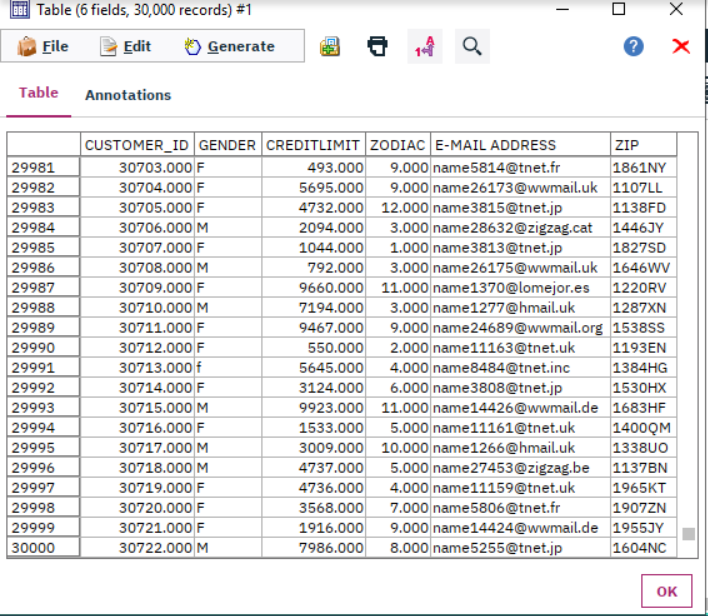 Table (6 fields, 30,000 records) #1
File Edit Generate
Table Annotations
CUSTOMER_ID GENDER CREDITLIMIT ZODIAC E-MAIL ADDRESS ZIP
29981 30703.000 F 493.000 9.000 name5814@tnet.fr 1861NY
29982 30704.000 F 5695.000 9.000 name26173@wwmail.uk 1107LL
29983 30705.000 F 4732.000 12.000 name3815@tnet.jp 1138FD
29984 30706.000 M 2094.000 3.000 name28632@zigzag.cat 1446JY
29985 30707.000 F 1044.000 1.000 name3813@tnet.jp 1827SD
29986 30708.000 M 792.000 3.000 name26175@wwmail.uk 1646WV
29987 30709.000 F 9660.000 11.000 name1370@lomejor.es 1220RV
29988 30710.000 M 7194.000 3.000 name1277@hmail.uk 1287XN
29989 30711.000 F 9467.000 9.000 name24689@wwmail.org 1538SS
29990 30712.000 F 550.000 2.000 name11163@tnet.uk 1193EN
29991 30713.000 f 5645.000 4.000 name8484@tnet.inc 1384HG
29992 30714.000 F 3124.000 6.000 name3808@tnet.jp 1530HX
29993 30715.000 M 9923.000 11.000 name14426@wwmail.de 1683HF
29994 30716.000 F 1533.000 5.000 name11161@tnet.uk 1400QM
29995 30717.000 M 3009.000 10.000 name1266@hmail.uk 1338UO
29996 30718.000 M 4737.000 5.000 name27453@zigzag.be 1137BN
29997 30719.000 F 4736.000 4.000 name11159@tnet.uk 1965KT
29998 30720.000 F 3568.000 7.000 name5806@tnet.fr 1907ZN
29999 30721.000 F 1916.000 9.000 name14424@wwmail.de 1955JY
30000 30722.000 M 7986.000 8.000 name5255@tnet.jp 1604NC
OK